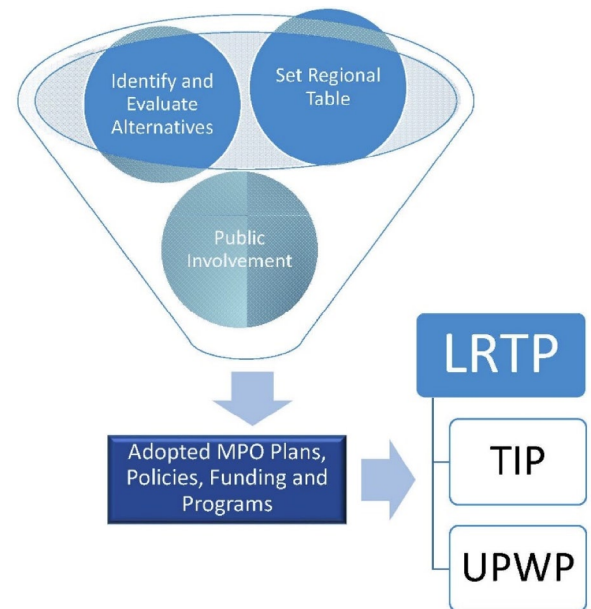 Identify and
Evaluate
Alternatives
Set Regional
Table
Public
Involvement
Adopted MPO Plans,
Policies, Funding and
Programs
LRTP
TIP
UPWP